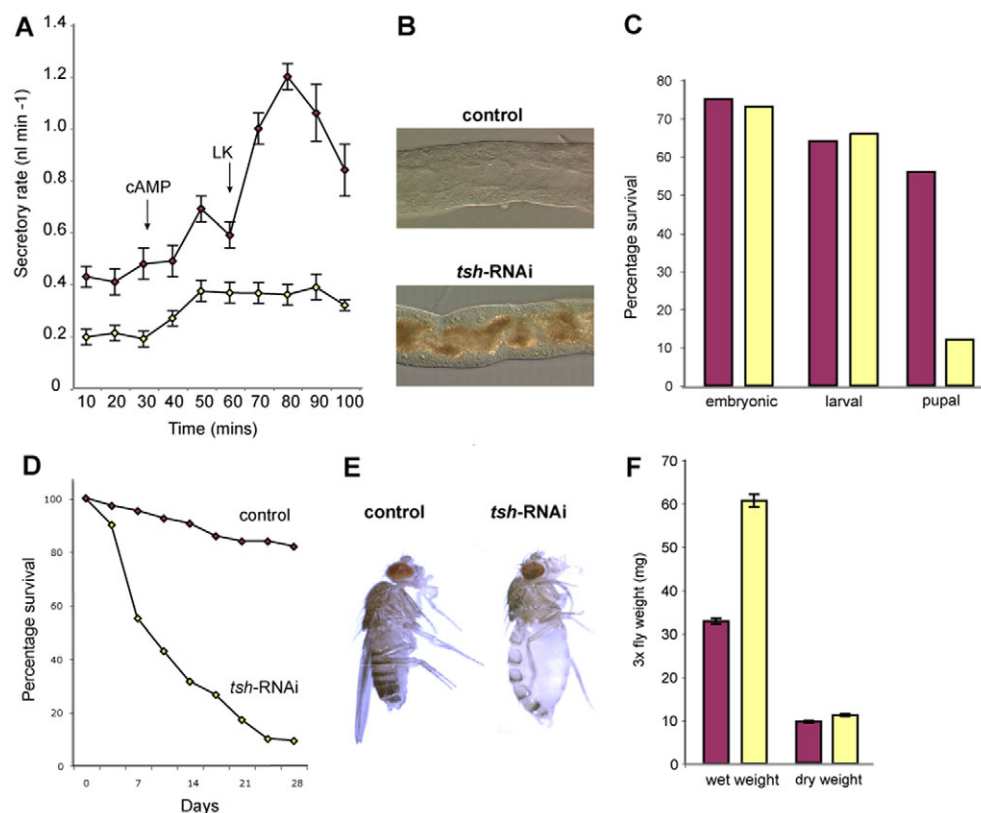 A
Secretory rate (nl min -1)
1.4
1.2
1.0
0.8
0.6
0.4
0.2
0
cAMP
LK
10 20 30 40 50 60 70 80 90 100
Time (mins)
B
control
tsh-RNAi
C
Percentage survival
80
70
60
50
40
30
20
10
0
embryonic larval pupal
D
Percentage survival
100
80
60
40
20
0
control
tsh-RNAi
0 7 14 21 28
Days
E
control tsh-RNAi
F
3x fly weight (mg)
70
60
50
40
30
20
10
0
wet weight dry weight